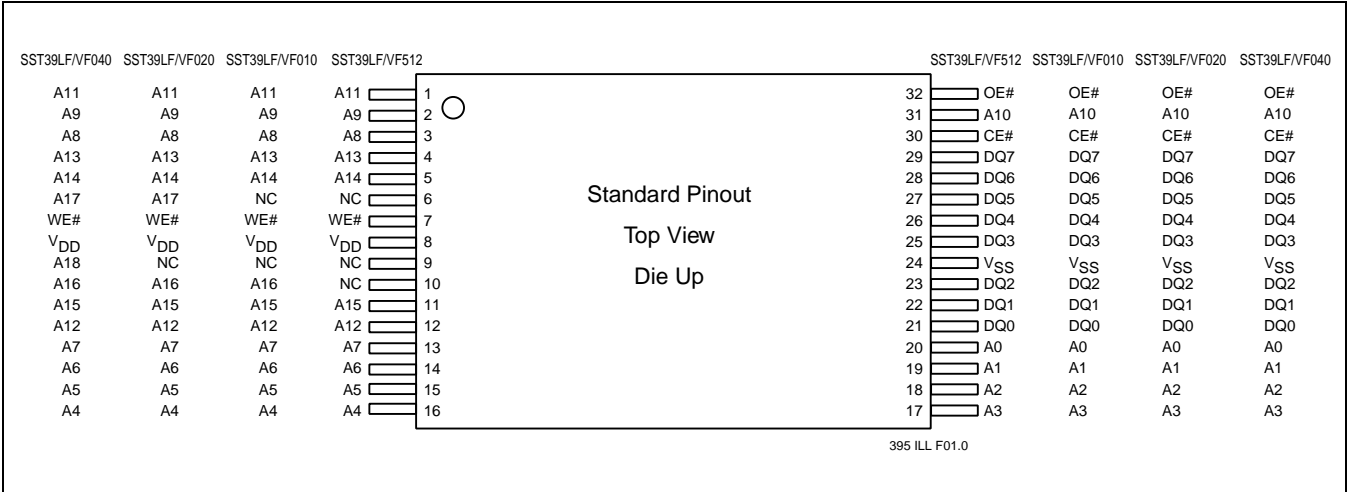 SST39LF/VF040 SST39LF/VF020 SST39LF/VF010 SST39LF/VF512 SST39LF/VF512 SST39LF/VF010 SST39LF/VF020 SST39LF/VF040
A11 A11 A11 A11 1 32 OE# OE# OE# OE#
A9 A9 A9 A9 2 31 A10 A10 A10 A10
A8 A8 A8 A8 3 30 CE# CE# CE# CE#
A13 A13 A13 A13 4 29 DQ7 DQ7 DQ7 DQ7
A14 A14 A14 A14 5 28 DQ6 DQ6 DQ6 DQ6
A17 A17 NC NC 6 Standard Pinout 27 DQ5 DQ5 DQ5 DQ5
WE# WE# WE# WE# 7 26 DQ4 DQ4 DQ4 DQ4
VDD VDD VDD VDD 8 Top View 25 DQ3 DQ3 DQ3 DQ3
A18 NC NC NC 9 24 VSS VSS VSS VSS
A16 A16 A16 NC 10 Die Up 23 DQ2 DQ2 DQ2 DQ2
A15 A15 A15 A15 11 22 DQ1 DQ1 DQ1 DQ1
A12 A12 A12 A12 12 21 DQ0 DQ0 DQ0 DQ0
A7 A7 A7 A7 13 20 A0 A0 A0 A0
A6 A6 A6 A6 14 19 A1 A1 A1 A1
A5 A5 A5 A5 15 18 A2 A2 A2 A2
A4 A4 A4 A4 16 17 A3 A3 A3 A3
395 ILL F01.0